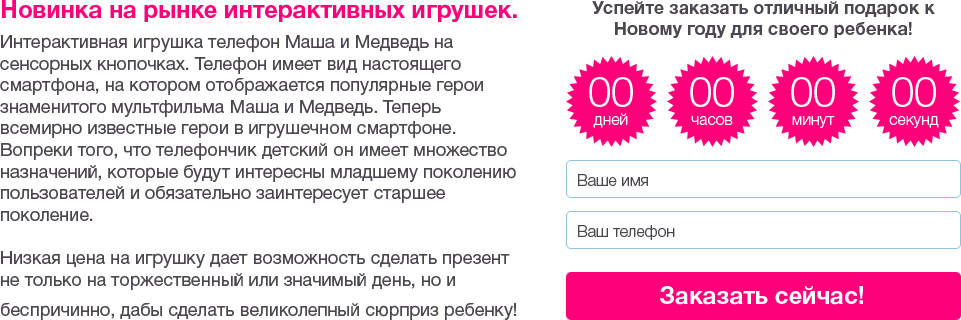 Новинка на рынке интерактивных игрушек.
Интерактивная игрушка телефон Маша и Медведь на
сенсорных кнопочках. Телефон имеет вид настоящего
смартфона, на котором отображается популярные герои
знаменитого мультфильма Маша и Медведь. Теперь
всемирно известные герои в игрушечном смартфоне.
Вопреки того, что телефончик детский он имеет множество
назначений, которые будут интересны младшему поколению
пользователей и обязательно заинтересует старшее
поколение.
Низкая цена на игрушку дает возможность сделать презент
не только на торжественный или значимый день, но и
беспричинно, дабы сделать великолепный сюрприз ребенку!
Успейте заказать отличный подарок к
Новому году для своего ребенка!
00 00 00 00
дней часов минут секунд
Ваше имя
Ваш телефон
Заказать сейчас!